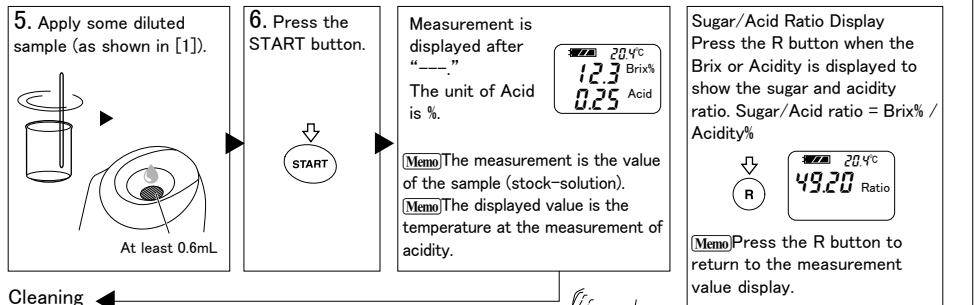 5. Apply some diluted
sample (as shown in [1]).
At least 0.6mL
6. Press the
START button.
START
Measurement is
displayed after
“---.”
The unit of Acid
is %.
20.4°C
12.3 Brix%
0.25 Acid
Memo The measurement is the value
of the sample (stock-solution).
Memo The displayed value is the
temperature at the measurement of
acidity.
Sugar/Acid Ratio Display
Press the R button when the
Brix or Acidity is displayed to
show the sugar and acidity
ratio. Sugar/Acid ratio = Brix% /
Acidity%
R
20.4°C
49.20 Ratio
Memo Press the R button to
return to the measurement
value display.
Cleaning